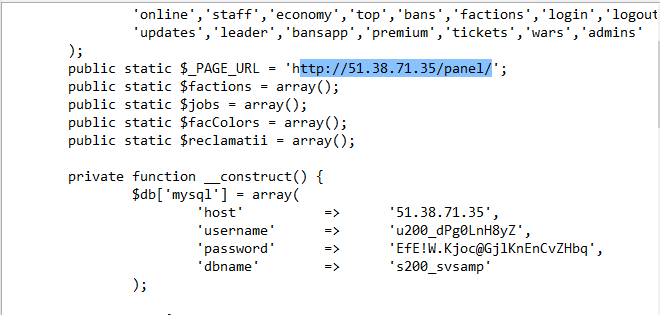 'online','staff','economy','top','bans','factions','login','logout
'updates','leader','bansapp','premium','tickets','wars','admins'
);
public static $_PAGE_URL = 'http://51.38.71.35/panel/';
public static $factions = array();
public static $jobs = array();
public static $facColors = array();
public static $reclamatii = array();
private function __construct() {
$db['mysql'] = array(
'host' => '51.38.71.35',
'username' => 'u200_dPg0LnH8yZ',
'password' => 'EfE!W.Kjoc@GjlKnEnCvZHbq',
'dbname' => 's200_svsamp'
);